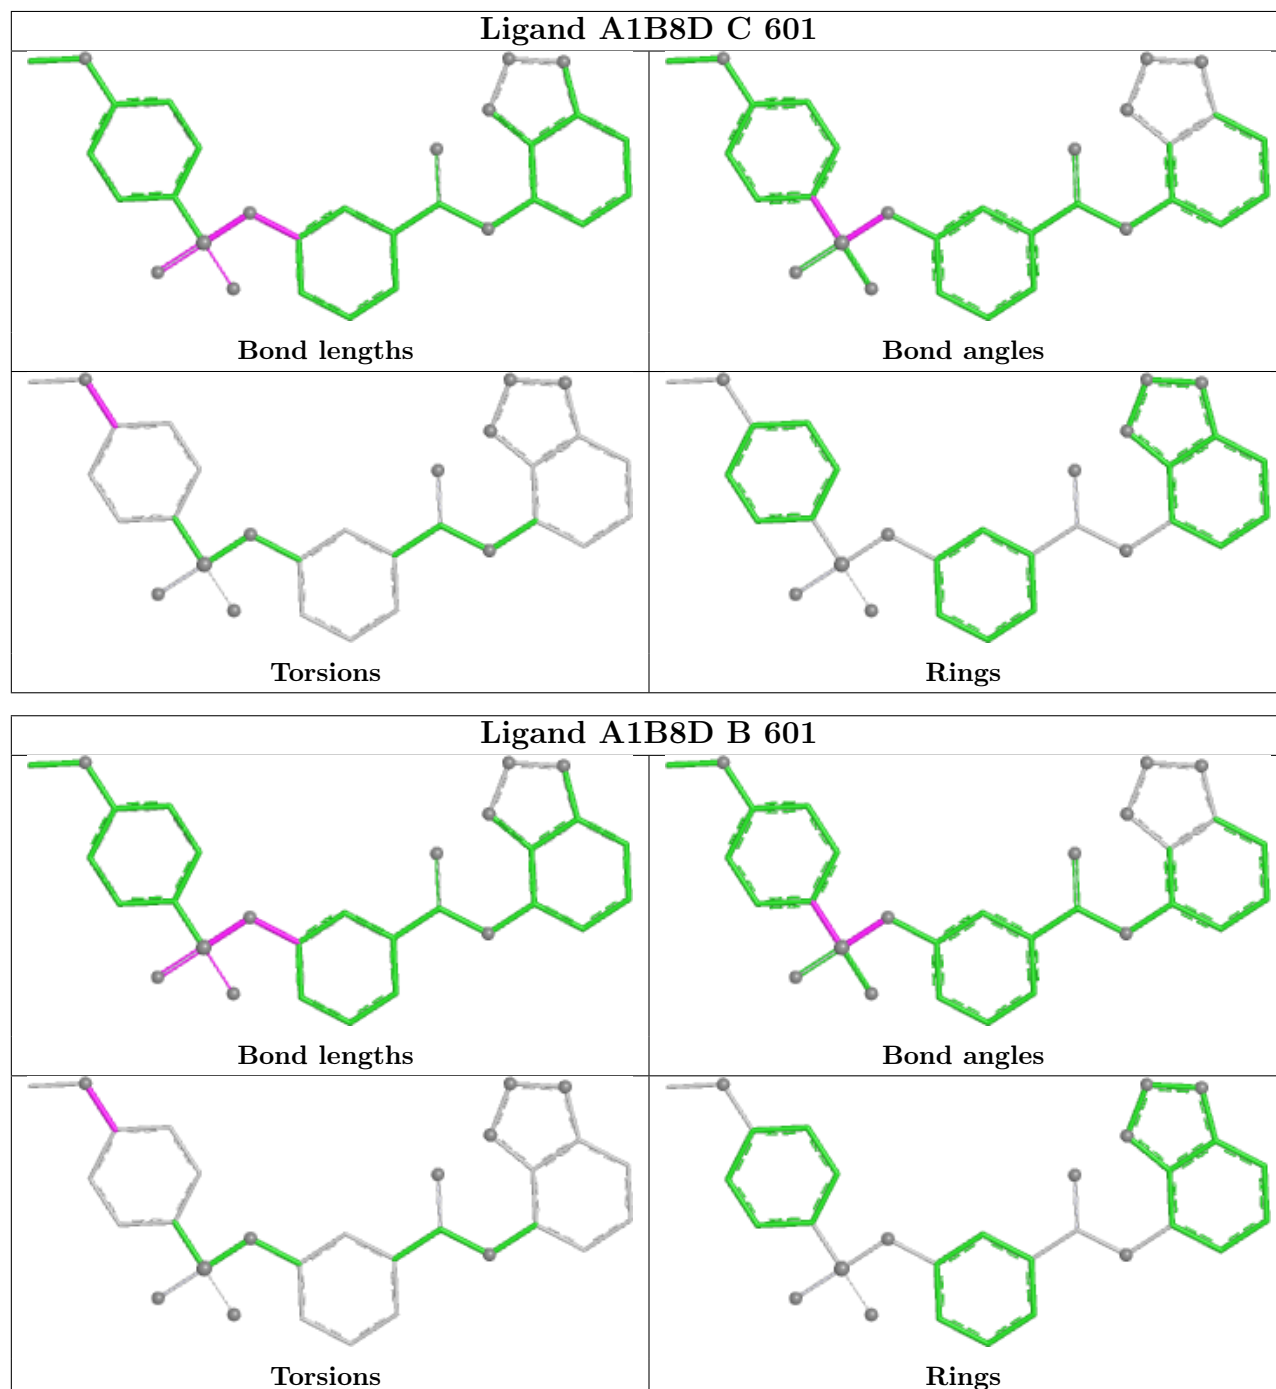 Ligand A1B8D C 601
Bond lengths
Bond angles
Torsions
Rings
Ligand A1B8D B 601
Bond lengths
Bond angles
Torsions
Rings